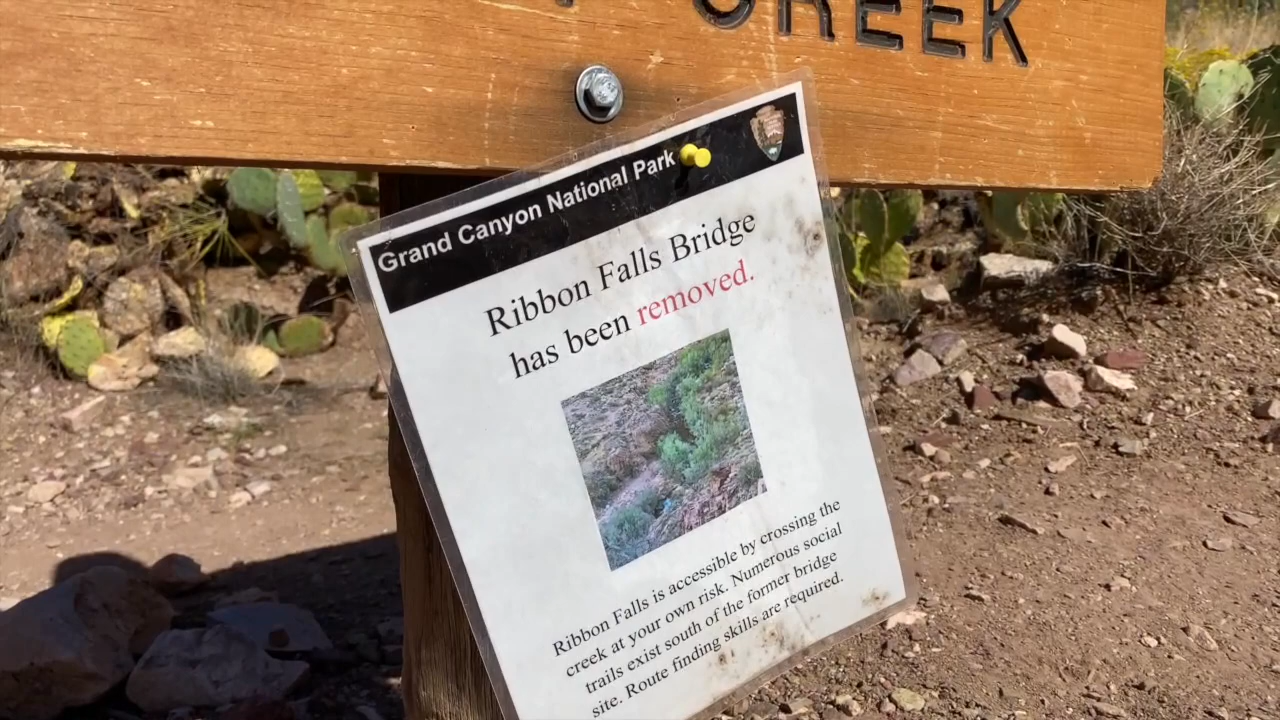 CREEK
Grand Canyon National Park
Ribbon Falls Bridge
has been removed.
Ribbon Falls is accessible by crossing the
creek at your own risk. Numerous social
trails exist south of the former bridge
site. Route finding skills are required.